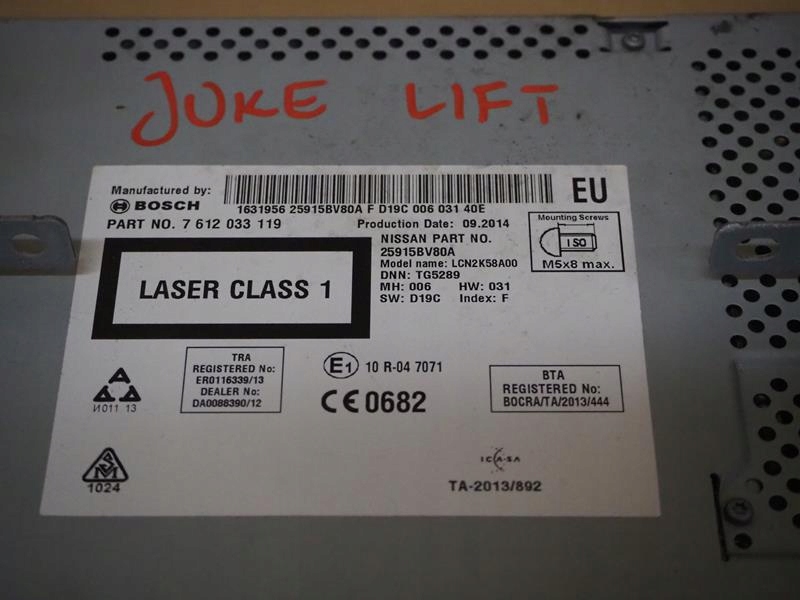 JUKE LIFT
Manufactured by:
BOSCH
1631956 25915BV80A F D19C 006 031 40E
EU
PART NO. 7 612 033 119
Production Date: 09.2014
NISSAN PART NO.
25915BV80A
Model name: LCN2K58A00
DNN: TG5289
MH: 006 HW: 031
SW: D19C Index: F
Mounting Screws
ISO
M5x8 max.
LASER CLASS 1
TRA
REGISTERED No:
ER0116339/13
DEALER No:
DA0088390/12
E1 10 R-04 7071
CE0682
BTA
REGISTERED No:
BOCRA/TA/2013/444
И011 13
1024
ICASA
TA-2013/892